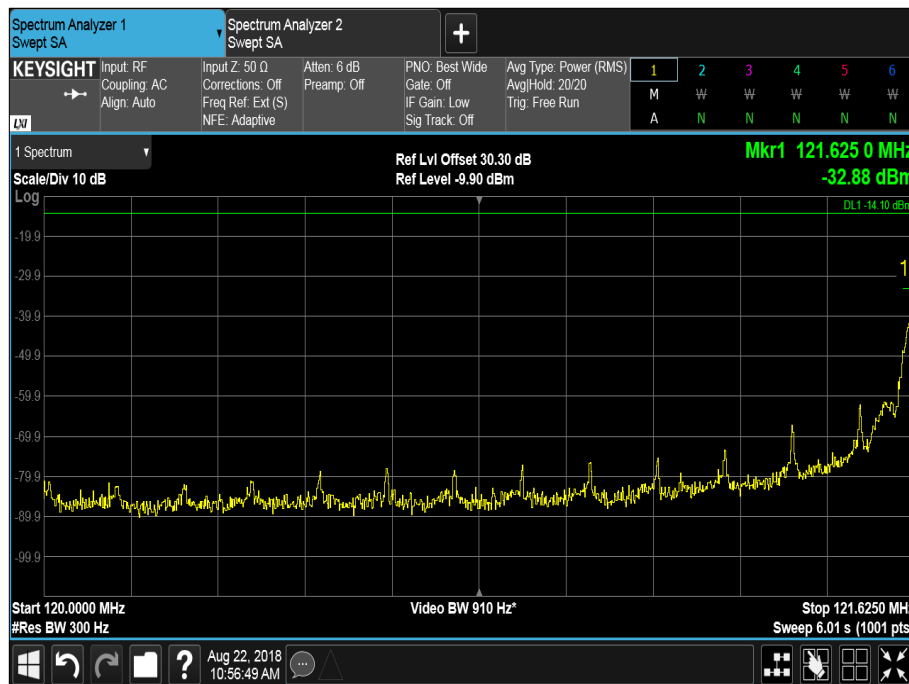 Spectrum Analyzer 1
Swept SA
Spectrum Analyzer 2
Swept SA
+
KEYSIGHT
LXI
Input: RF
Coupling: AC
Align: Auto
Input Z: 50 Ω
Corrections: Off
Freq Ref: Ext (S)
NFE: Adaptive
Atten: 6 dB
Preamp: Off
PNO: Best Wide
Gate: Off
IF Gain: Low
Sig Track: Off
Avg Type: Power (RMS)
Avg|Hold: 20/20
Trig: Free Run
1 2 3 4 5 6
M W W W W W
A N N N N N
1 Spectrum
Scale/Div 10 dB
Ref Lvl Offset 30.30 dB
Ref Level -9.90 dBm
Mkr1 121.625 0 MHz
-32.88 dBm
Log
DL1 -14.10 dBm
-19.9
-29.9
1
-39.9
-49.9
-59.9
-69.9
-79.9
-89.9
-99.9
Start 120.0000 MHz
Video BW 910 Hz*
Stop 121.6250 MHz
#Res BW 300 Hz
Sweep 6.01 s (1001 pts
?
Aug 22, 2018
10:56:49 AM